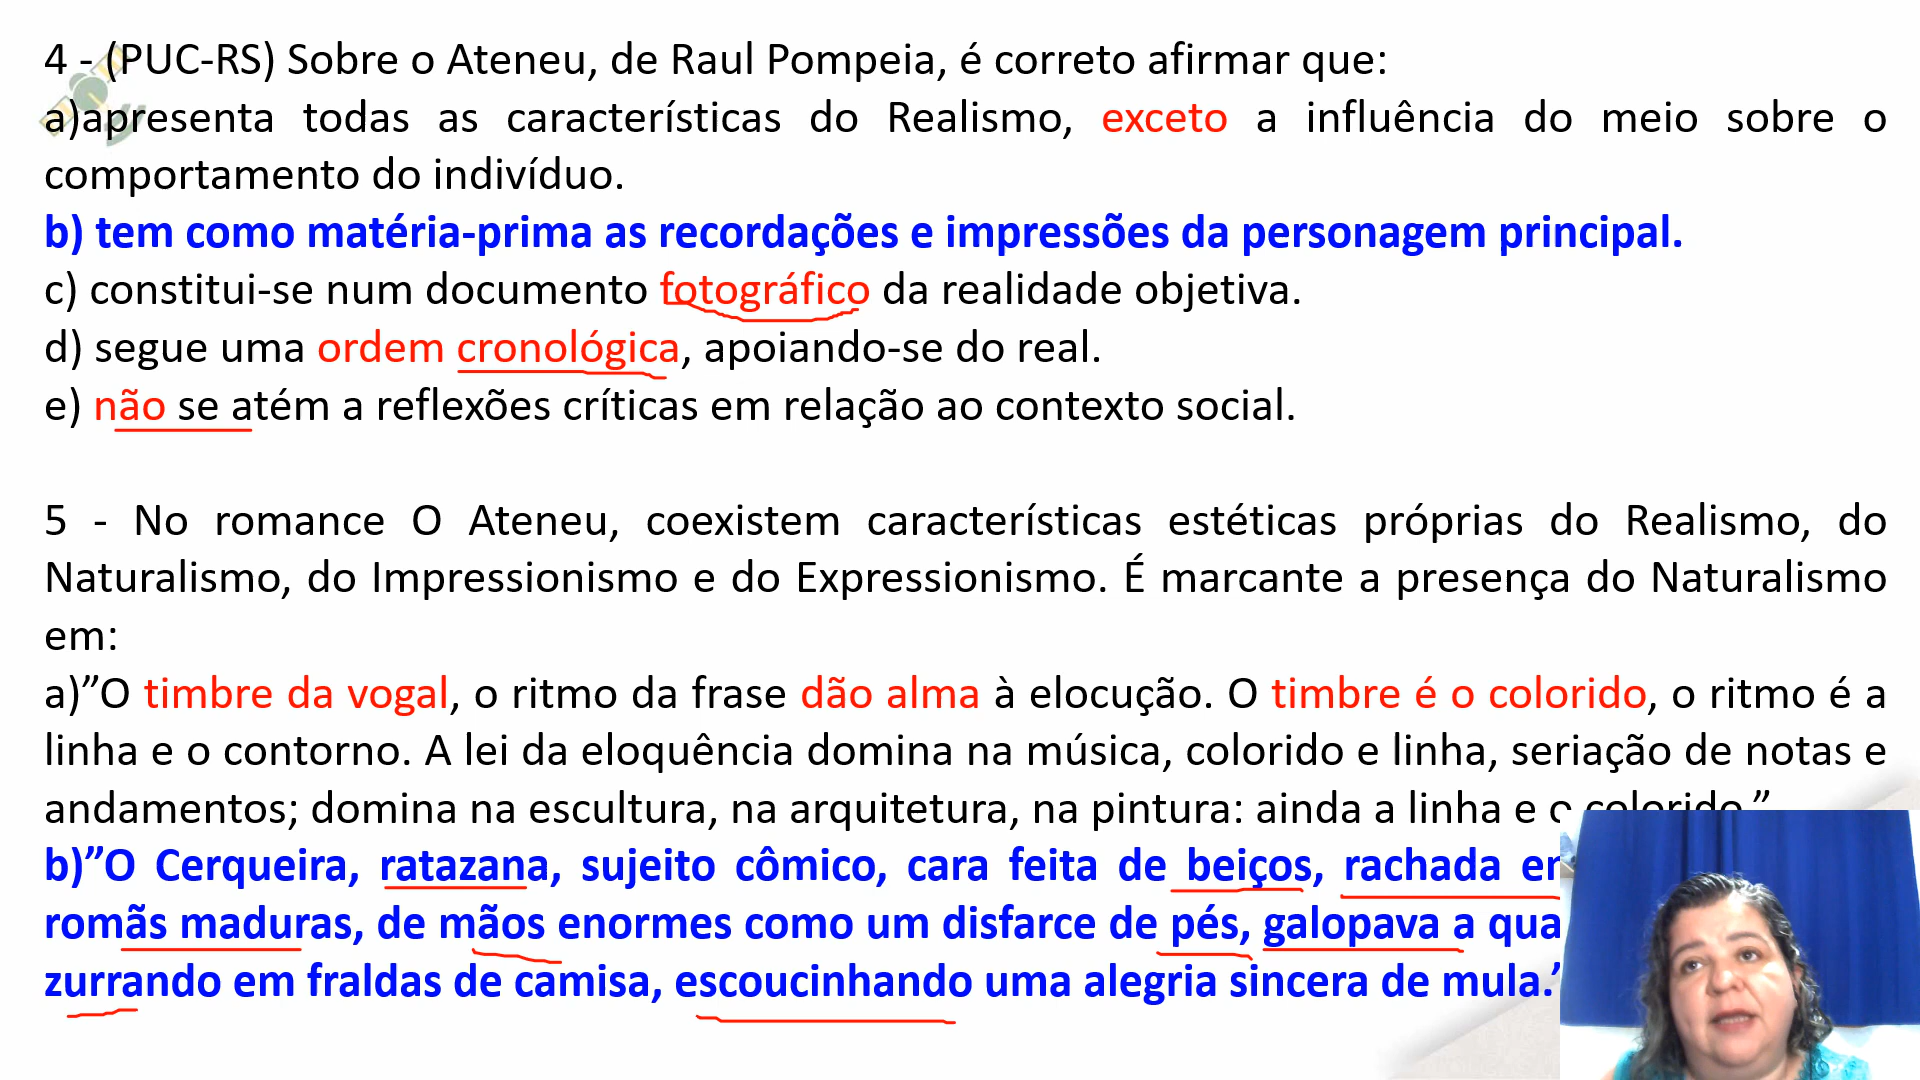 4 - (PUC-RS) Sobre o Ateneu, de Raul Pompeia, é correto afirmar que:
a)apresenta todas as características do Realismo, exceto a influência do meio sobre o
comportamento do indivíduo.
b) tem como matéria-prima as recordações e impressões da personagem principal.
c) constitui-se num documento fotográfico da realidade objetiva.
d) segue uma ordem cronológica, apoiando-se do real.
e) não se atém a reflexões críticas em relação ao contexto social.
5 - No romance O Ateneu, coexistem características estéticas próprias do Realismo, do
Naturalismo, do Impressionismo e do Expressionismo. É marcante a presença do Naturalismo
em:
a)”O timbre da vogal, o ritmo da frase dão alma à elocução. O timbre é o colorido, o ritmo é a
linha e o contorno. A lei da eloquência domina na música, colorido e linha, seriação de notas e
andamentos; domina na escultura, na arquitetura, na pintura: ainda a linha e o colorido.”
b)”O Cerqueira, ratazana, sujeito cômico, cara feita de beiços, rachada
romãs maduras, de mãos enormes como um disfarce de pés, galopava a
zurrando em fraldas de camisa, escoucinhando uma alegria sincera de mula.”